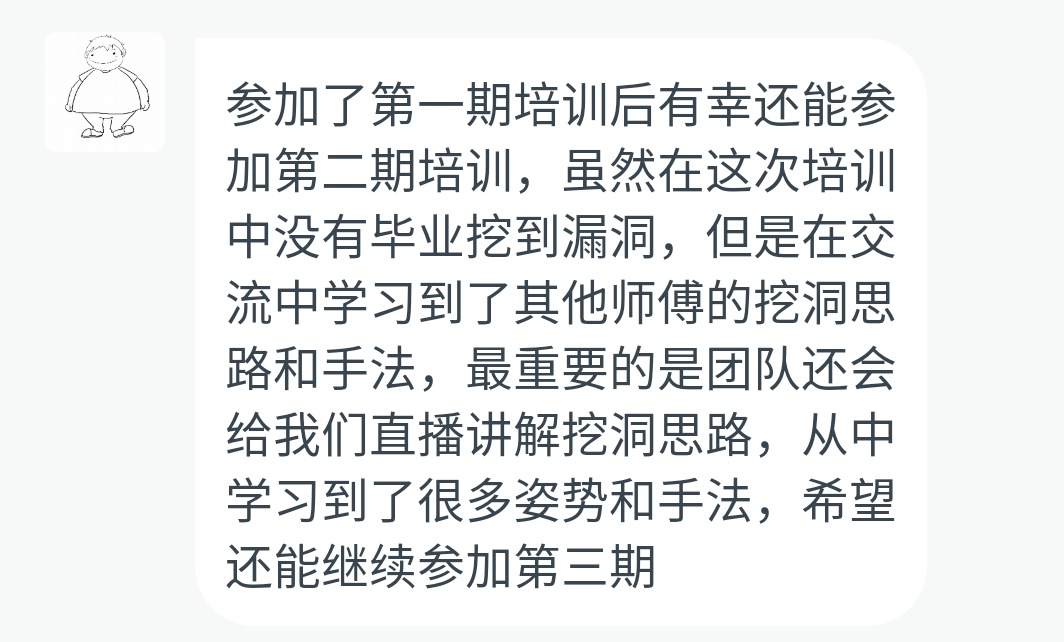 参加了第一期培训后有幸还能参
加第二期培训，虽然在这次培训
中没有毕业挖到漏洞，但是在交
流中学习到了其他师傅的挖洞思
路和手法，最重要的是团队还会
给我们直播讲解挖洞思路，从中
学习到了很多姿势和手法，希望
还能继续参加第三期